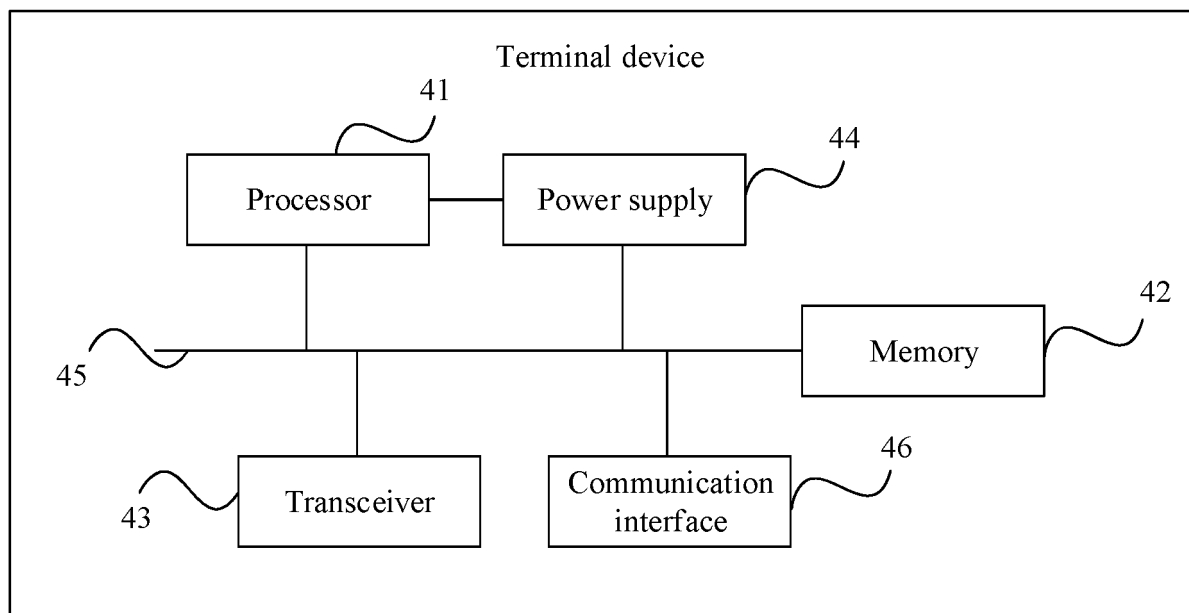 Terminal device
41
44
Processor
Power supply
42
Memory
45
46
43
Transceiver
Communication
interface